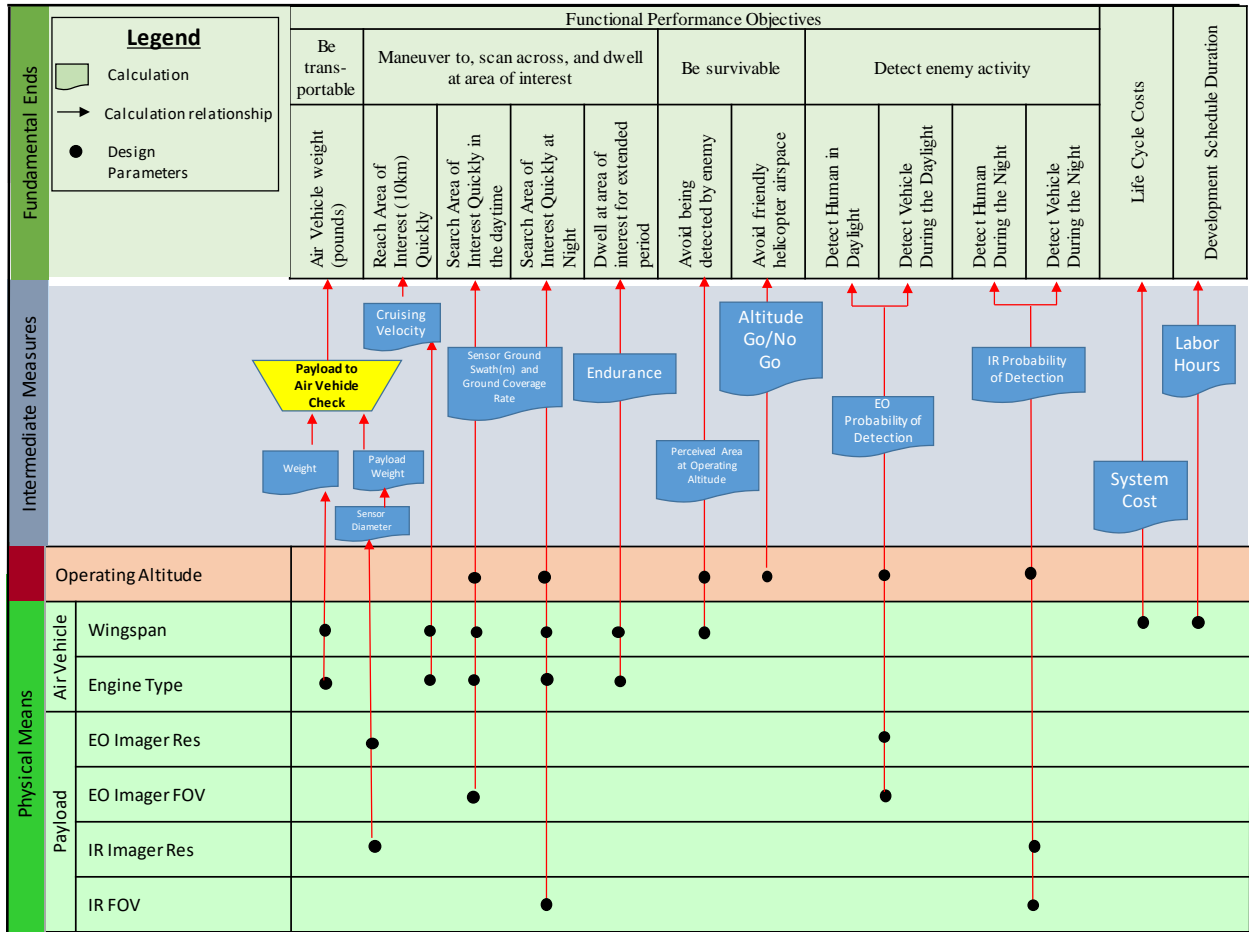 Legend
Calculation
Calculation relationship
Design
Parameters
Functional Performance Objectives
Be
trans-
portable
Maneuver to, scan across, and dwell
at area of interest
Be survivable
Detect enemy activity
Fundamental Ends
Air Vehicle weight
(pounds)
Reach Area of
Interest (10km)
Quickly
Search Area of
Interest Quickly in
the daytime
Search Area of
Interest Quickly at
Night
Dwell at area of
interest for extended
period
Avoid being
detected by enemy
Avoid friendly
helicopter airspace
Detect Human in
Daylight
Detect Vehicle
During the Daylight
Detect Human
During the Night
Detect Vehicle
During the Night
Life Cycle Costs
Development Schedule Duration
Intermediate Measures
Cruising
Velocity
Payload to
Air Vehicle
Check
Sensor Ground
Swath(m) and
Ground Coverage
Rate
Endurance
Altitude
Go/No
Go
IR Probability
of Detection
Labor
Hours
EO
Probability of
Detection
Weight
Payload
Weight
Sensor
Diameter
Perceived Area
at Operating
Altitude
System
Cost
Operating Altitude
Physical Means
Air Vehicle
Wingspan
Engine Type
Payload
EO Imager Res
EO Imager FOV
IR Imager Res
IR FOV